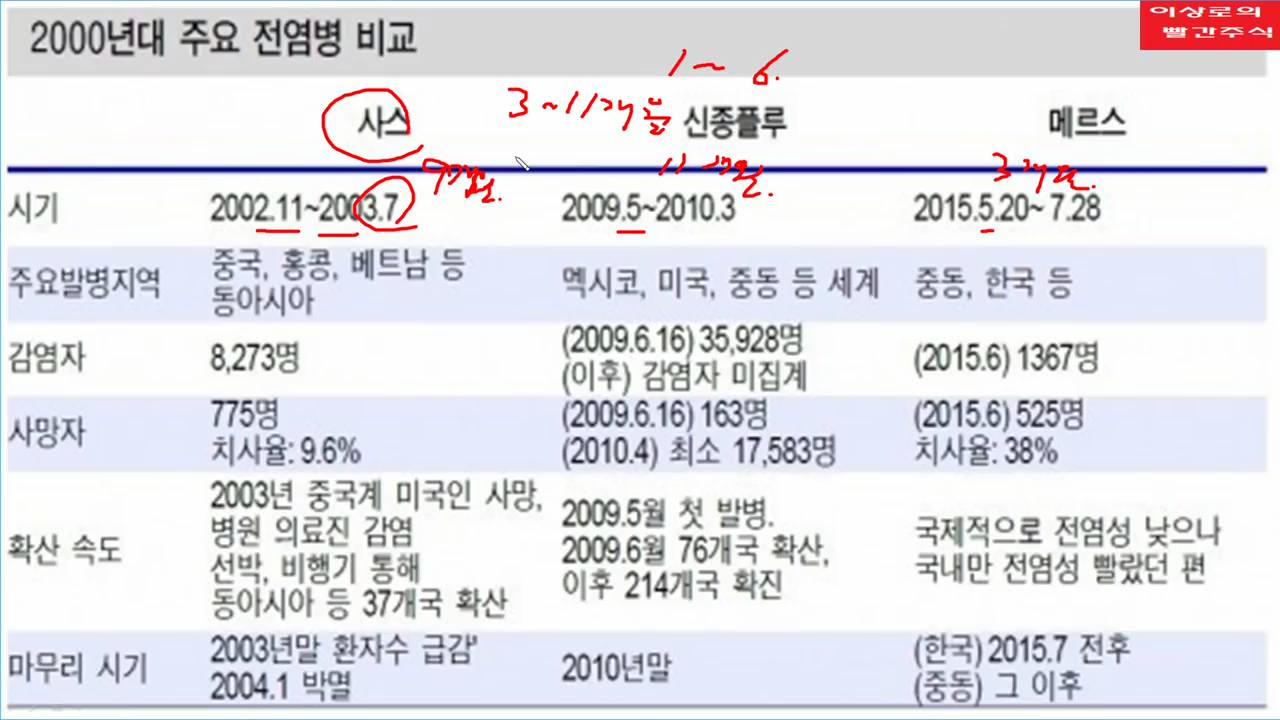 이상로의
빨간주식
2000년대 주요 전염병 비교
1~ 6.
3~11개월
사스 신종플루 메르스
9개월. 11개월. 3개월.
시기 2002.11~2003.7 2009.5~2010.3 2015.5.20~ 7.28
주요발병지역 중국, 홍콩, 베트남 등 멕시코, 미국, 중동 등 세계 중동, 한국 등
동아시아
감염자 8,273명 (2009.6.16) 35,928명 (2015.6) 1367명
(이후) 감염자 미집계
사망자 775명 (2009.6.16) 163명 (2015.6) 525명
치사율: 9.6% (2010.4) 최소 17,583명 치사율: 38%
확산 속도 2003년 중국계 미국인 사망, 2009.5월 첫 발병. 국제적으로 전염성 낮으나
병원 의료진 감염 2009.6월 76개국 확산, 국내만 전염성 빨랐던 편
선박, 비행기 통해 이후 214개국 확진
동아시아 등 37개국 확산
마무리 시기 2003년말 환자수 급감' 2010년말 (한국) 2015.7 전후
2004.1 박멸 (중동) 그 이후